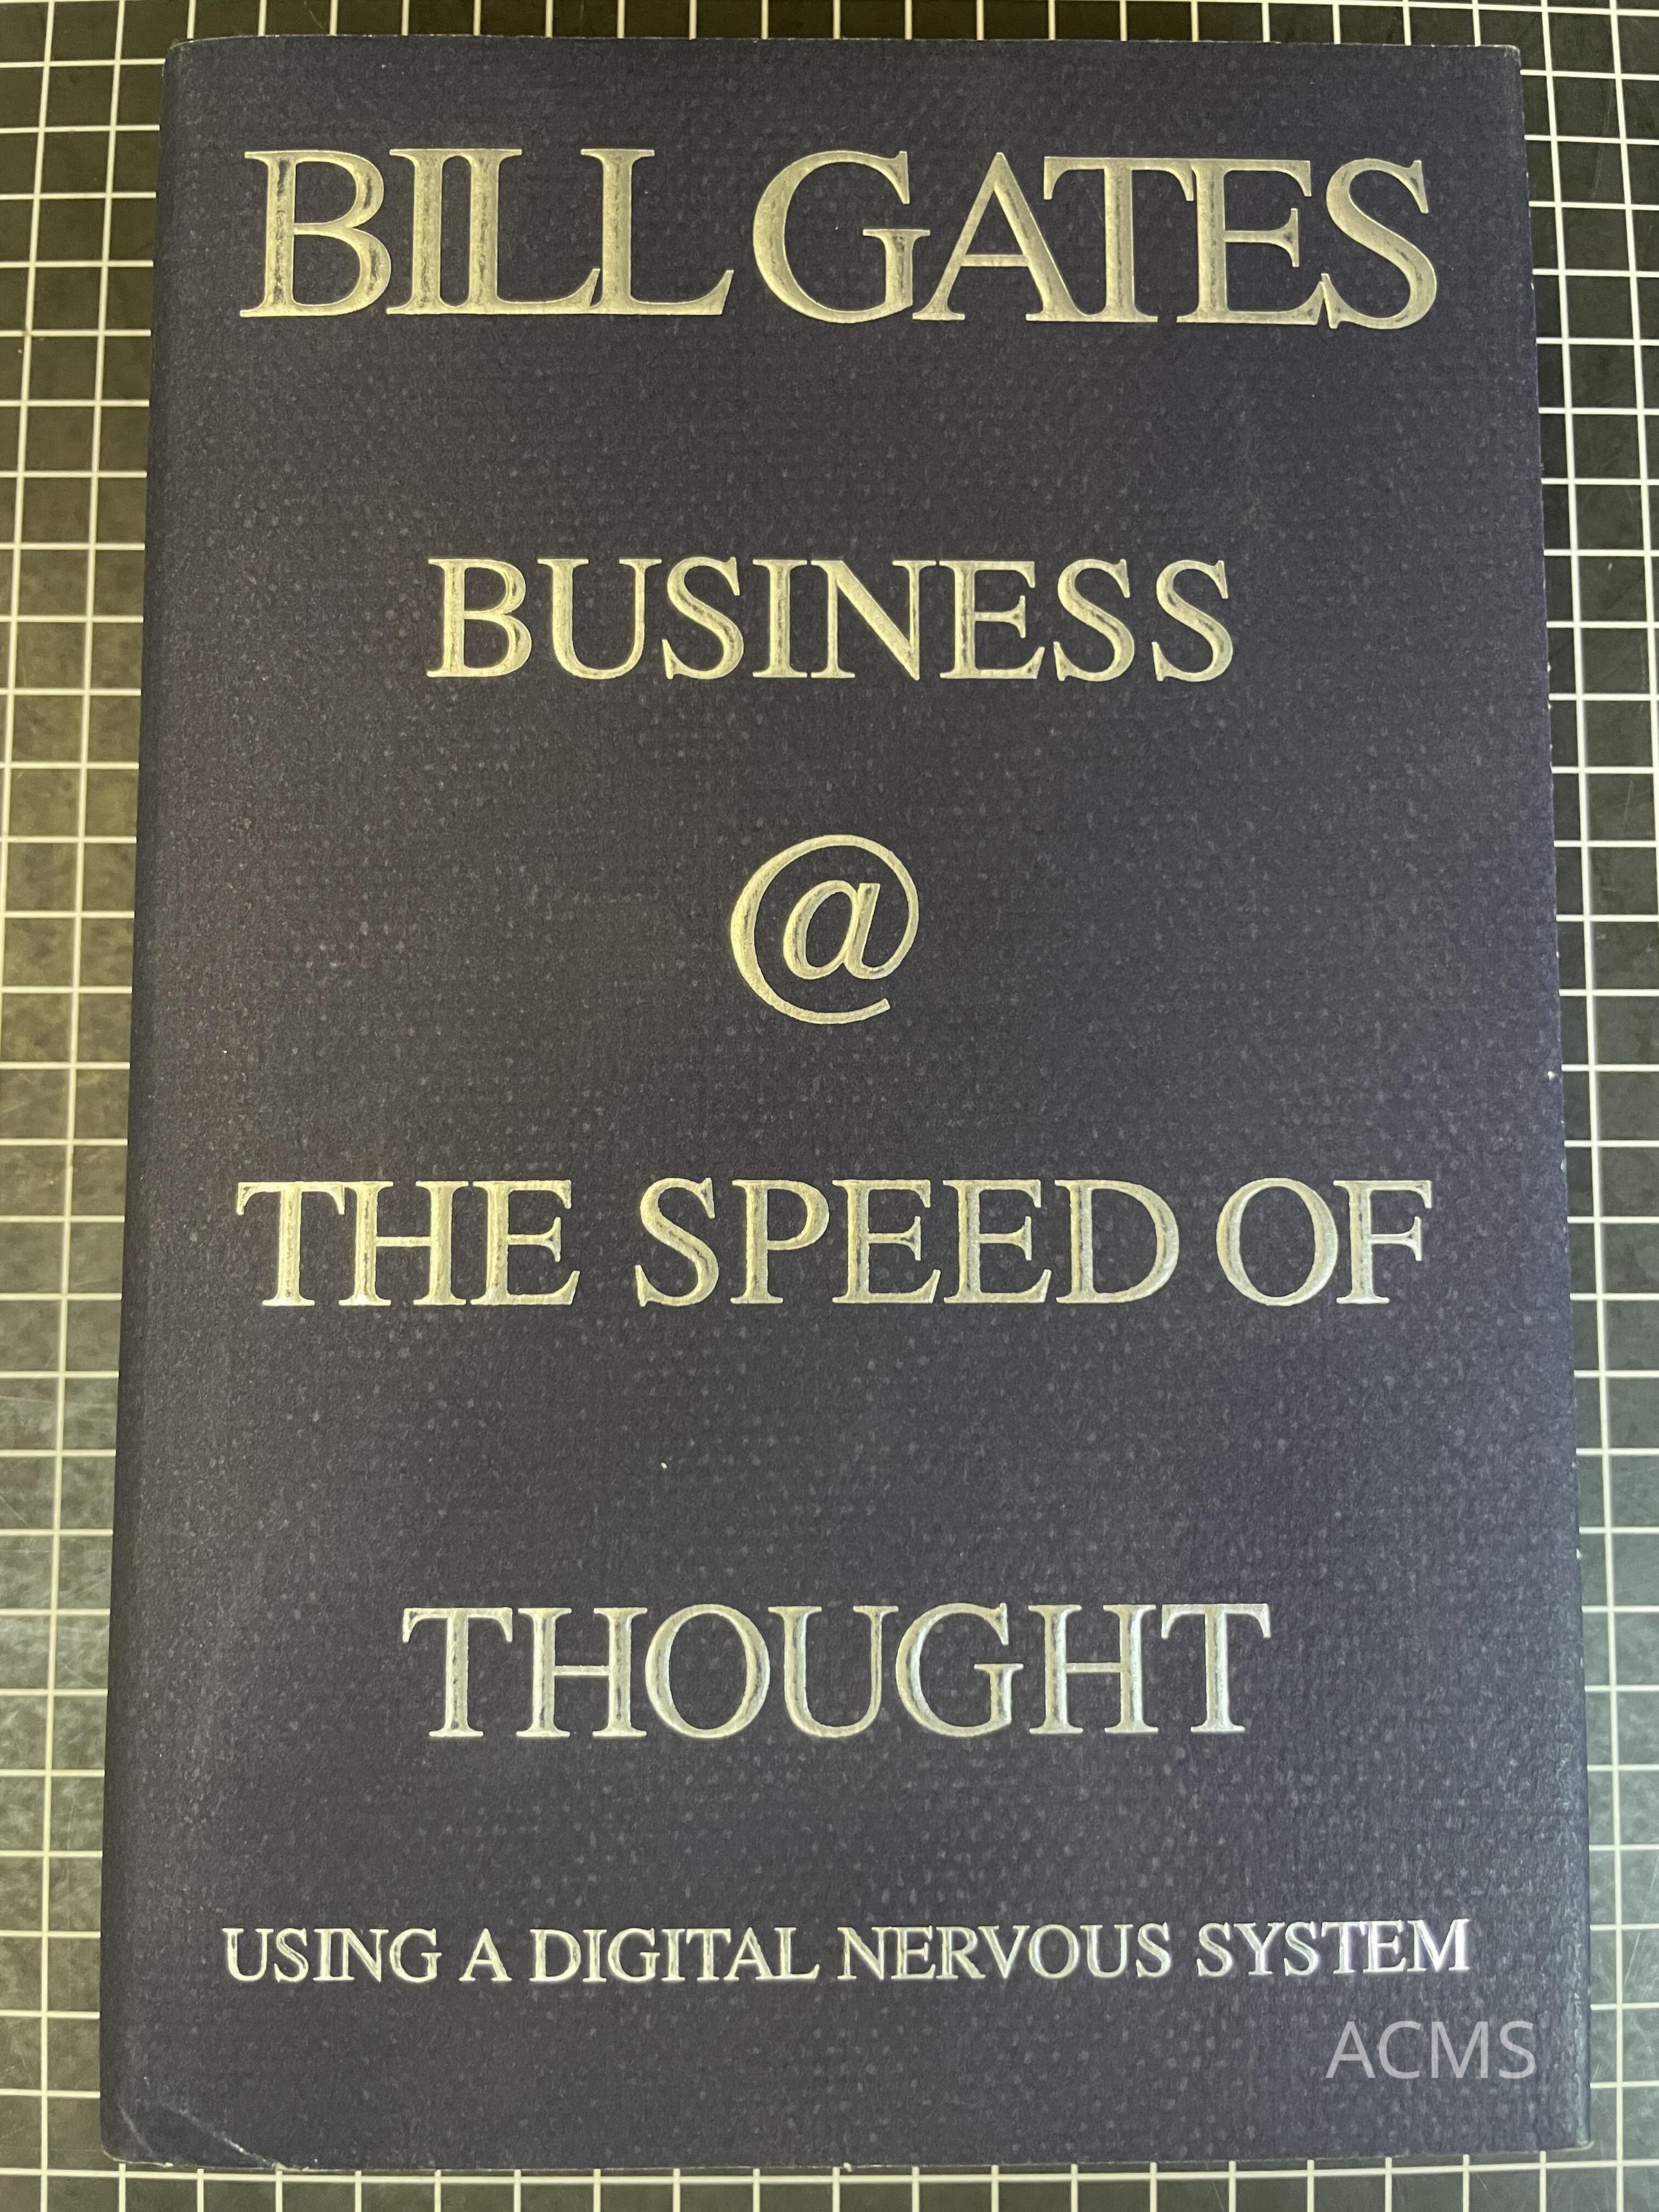 BILL GATES
BUSINESS
@
THE SPEED OF
THOUGHT
USING A DIGITAL NERVOUS SYSTEM
ACMS